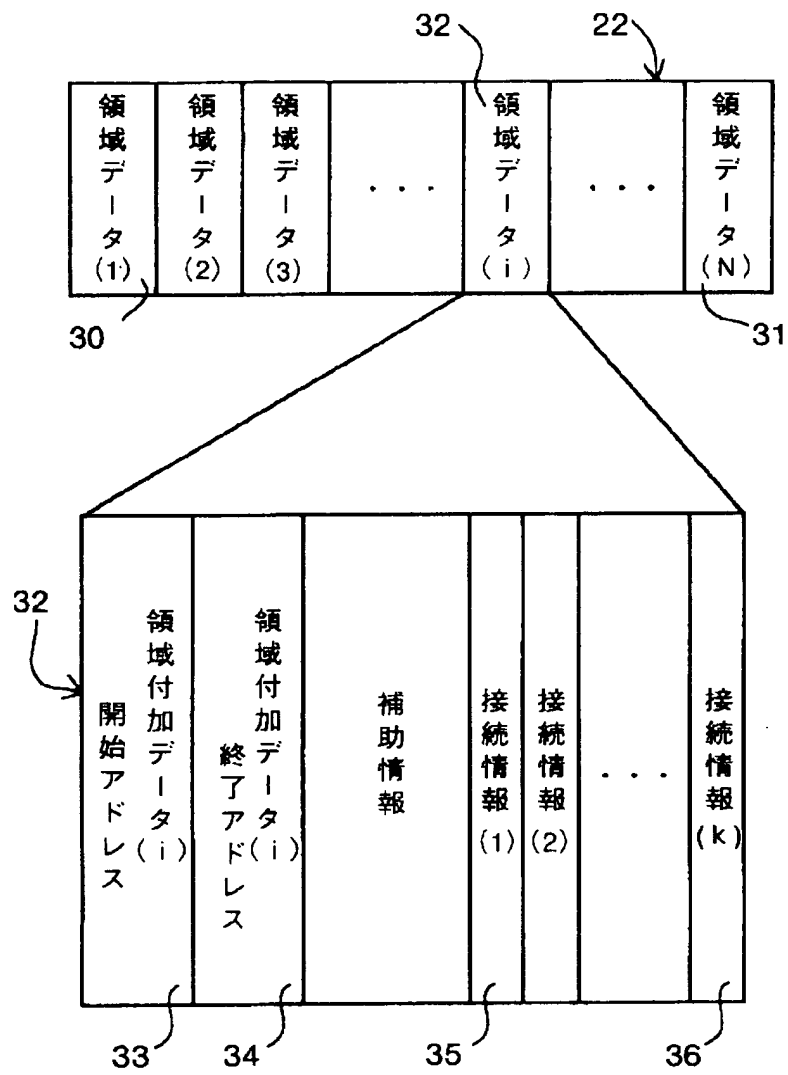 32
22
領域データ(1)
領域データ(2)
領域データ(3)
・・・
領域データ(i)
・・・
領域データ(N)
30
31
32
領域付加データ(i)
開始アドレス
領域付加データ(i)
終了アドレス
補助情報
接続情報(1)
接続情報(2)
・・・
接続情報(k)
33
34
35
36